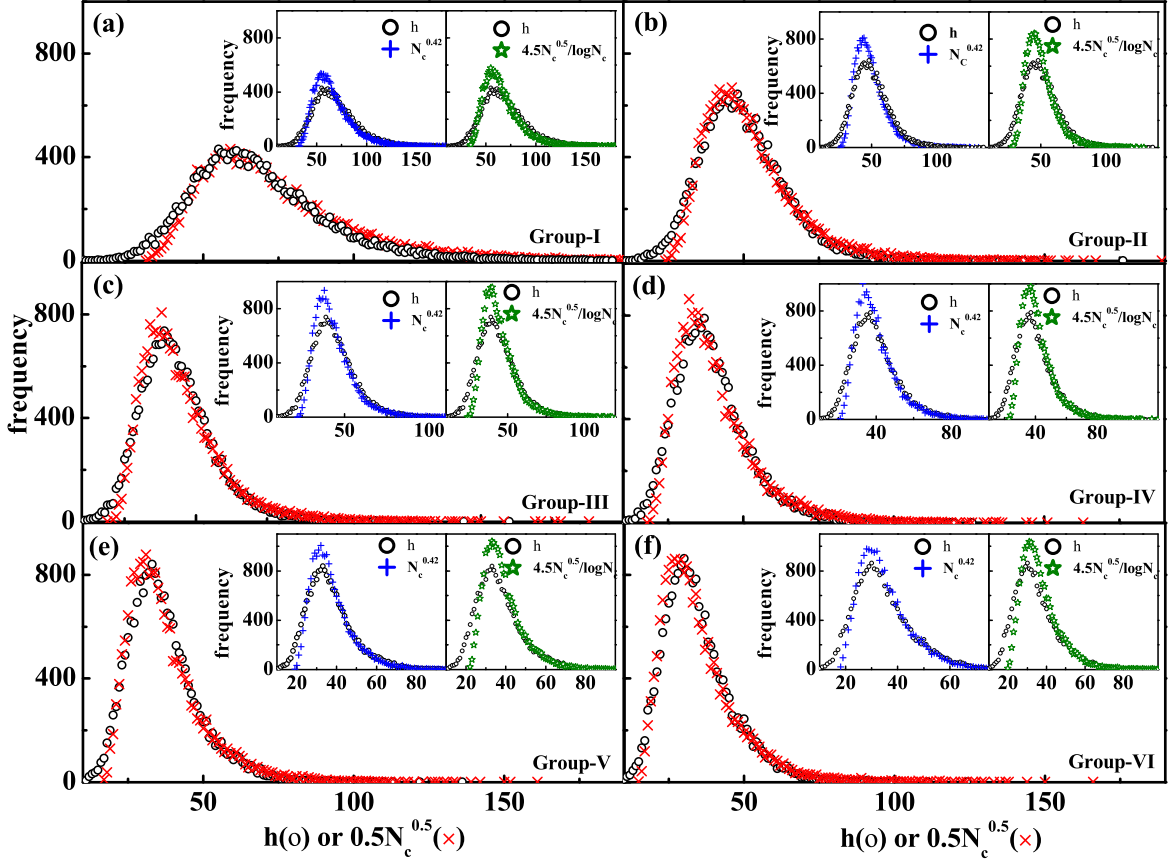 (a)
frequency
800
400
0
frequency
800
400
0
50 100
h
N_c^0.42
50 100 150
h
4.5N_c^0.5/logN_c
Group-I
(b)
frequency
800
400
0
50 100
h
N_C
50 100
h
4.5N_c^0.5/logN_c
Group-II
(c)
frequency
800
400
0
frequency
800
400
0
50 100
h
N_c^0.42
50 100
h
4.5N_c^0.5/logN_c
Group-III
(d)
frequency
800
400
0
40 80
h
N_c^0.42
40 80
h
4.5N_c^0.5/logN_c
Group-IV
(e)
800
400
0
frequency
800
400
0
20 40 60 80
h
N_c^0.42
20 40 60 80
h
4.5N_c^0.5/logN_c
Group-V
50 100 150
h(o) or 0.5N_c^0.5(×)
(f)
frequency
800
400
0
20 40 60
h
N_c^0.42
20 40 60 80
h
4.5N_c^0.5/logN_c
Group-VI
50 100 150
h(o) or 0.5N_c^0.5(×)